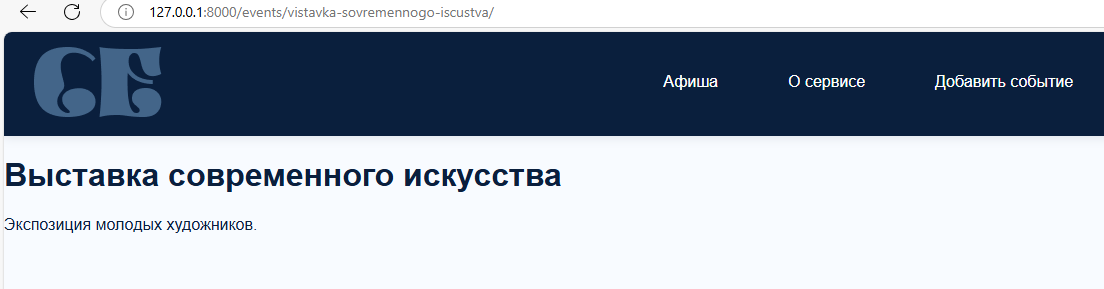 127.0.0.1:8000/events/vistavka-sovremennogo-iscustva/
СБ Афиша О сервисе Добавить событие
Выставка современного искусства
Экспозиция молодых художников.